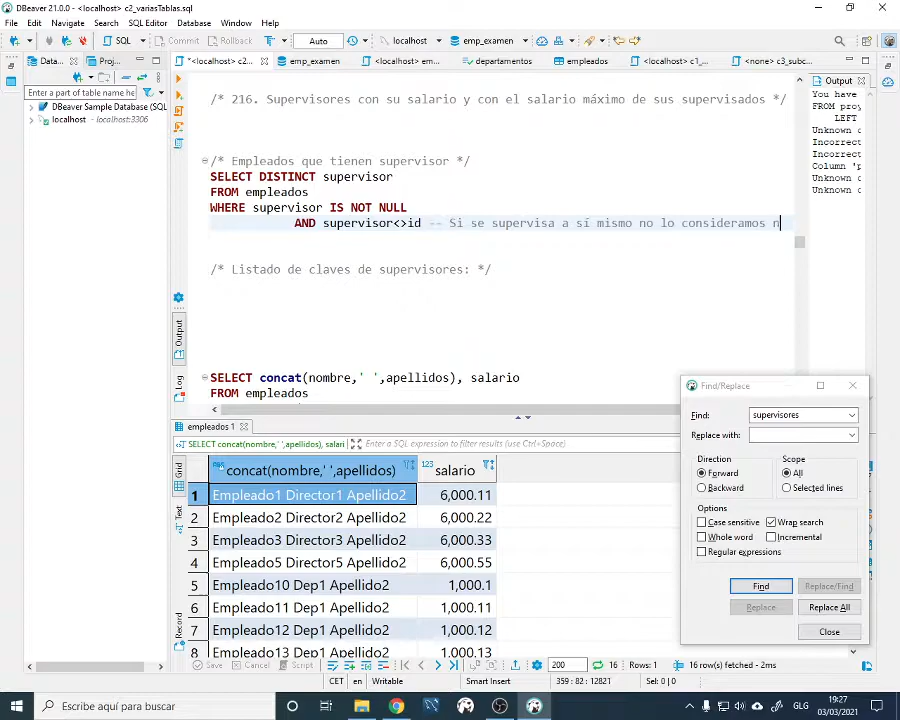 DBeaver 21.0.0 - <localhost> c2_variasTablas.sql
File Edit Navigate Search SQL Editor Database Window Help
SQL Commit Rollback Auto localhost emp_examen
Data... Proj... *<localhost> c2... emp_examen <localhost> em... departamentos empleados <localhost> c1_... <none> c3_subc...
Output
Enter a part of table name he
DBeaver Sample Database (SQL
localhost - localhost:3306
/* 216. Supervisores con su salario y con el salario máximo de sus supervisados */
/* Empleados que tienen supervisor */
SELECT DISTINCT supervisor
FROM empleados
WHERE supervisor IS NOT NULL
AND supervisor<>id -- Si se supervisa a sí mismo no lo consideramos n
/* Listado de claves de supervisores: */
SELECT concat(nombre,' ',apellidos), salario
FROM empleados
You have
FROM proy
LEFT
Unknown c
Incorrect
Incorrect
Column 'p
Unknown c
Unknown c
Output
Log
empleados 1
SELECT concat(nombre,' ',apellidos), salari
Enter a SQL expression to filter results (use Ctrl+Space)
Grid
Text
Record
concat(nombre,' ',apellidos) 123 salario
1 Empleado1 Director1 Apellido2 6,000.11
2 Empleado2 Director2 Apellido2 6,000.22
3 Empleado3 Director3 Apellido2 6,000.33
4 Empleado5 Director5 Apellido2 6,000.55
5 Empleado10 Dep1 Apellido2 1,000.1
6 Empleado11 Dep1 Apellido2 1,000.11
7 Empleado12 Dep1 Apellido2 1,000.12
8 Empleado13 Dep1 Apellido2 1,000.13
Save Cancel Script 200 16 Rows: 1 16 row(s) fetched - 2ms
CET en Writable Smart Insert 359 : 82 : 12821 Sel: 0 | 0
Find/Replace
Find: supervisores
Replace with:
Direction
Forward
Backward
Scope
All
Selected lines
Options
Case sensitive Wrap search
Whole word Incremental
Regular expressions
Find Replace/Find
Replace Replace All
Close
Escribe aquí para buscar
GLG
19:27
03/03/2021